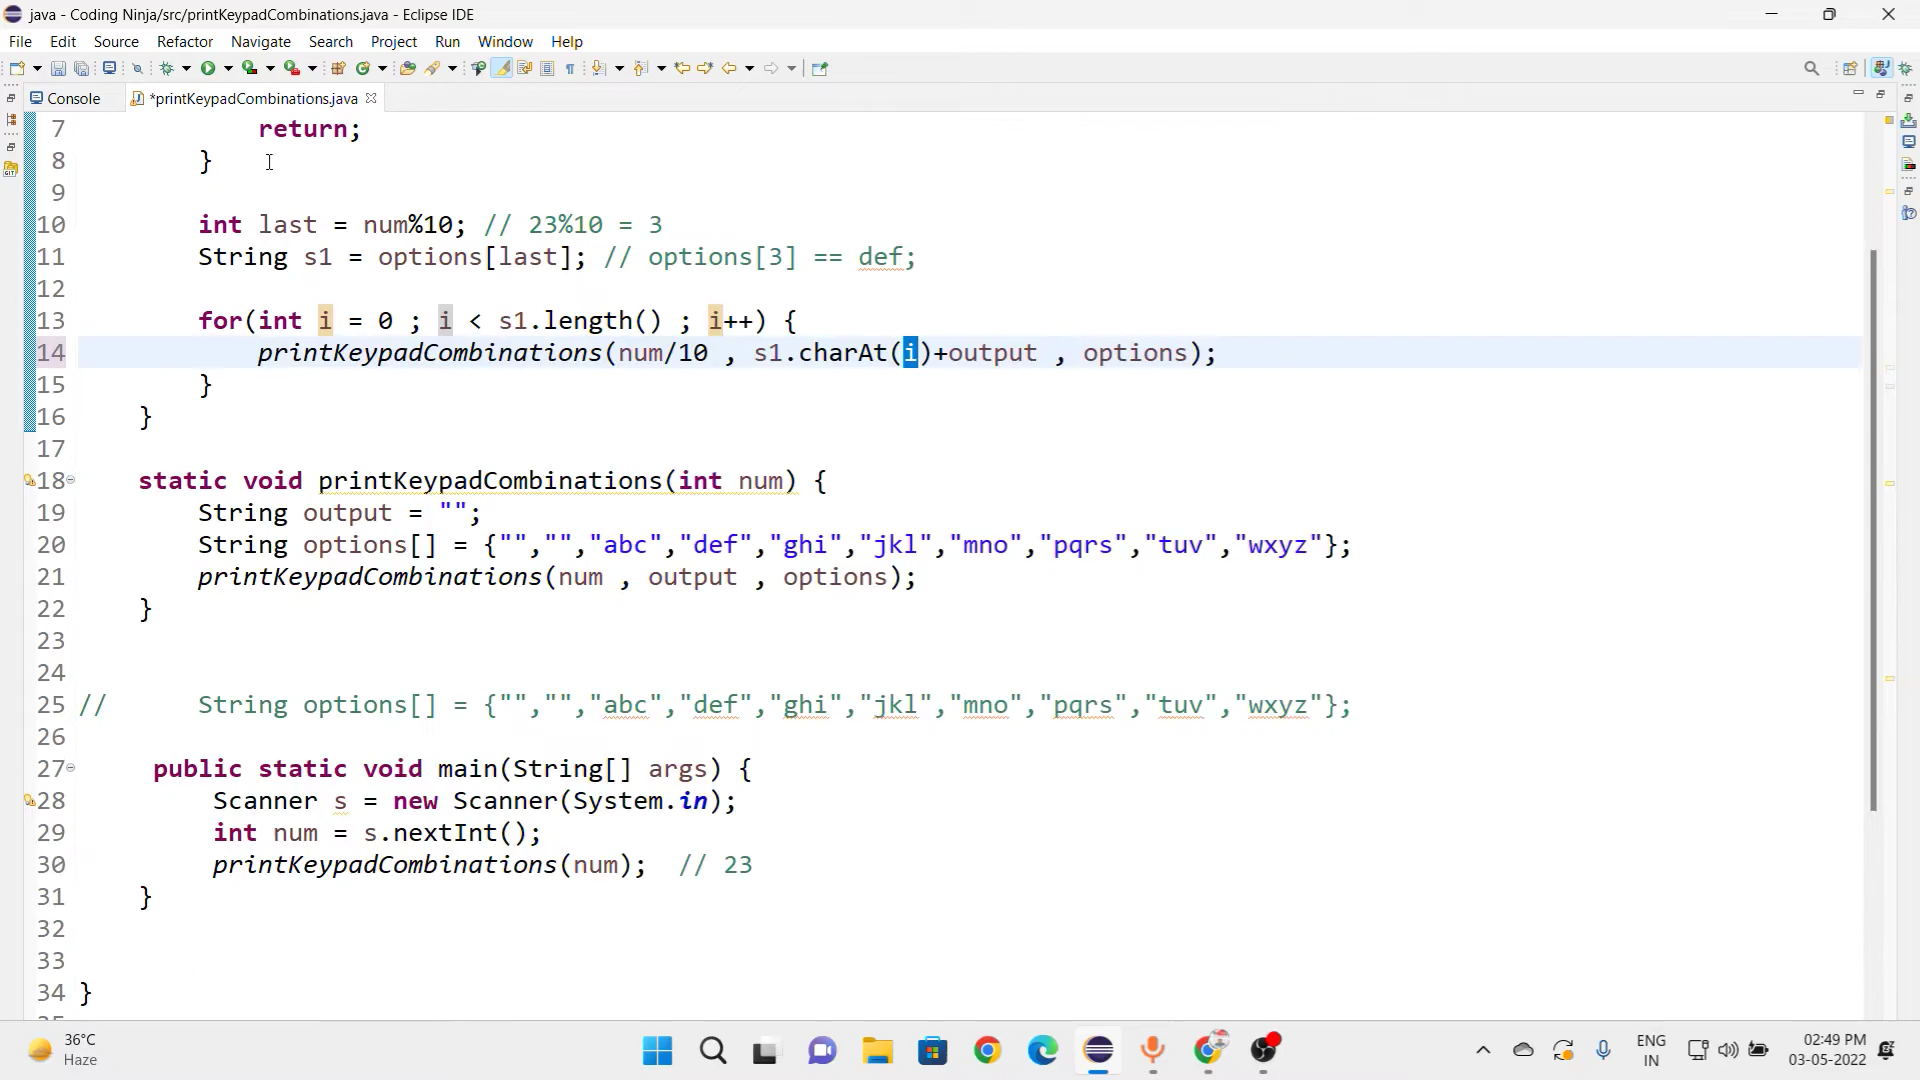 java - Coding Ninja/src/printKeypadCombinations.java - Eclipse IDE
File Edit Source Refactor Navigate Search Project Run Window Help
Console *printKeypadCombinations.java
7 return;
8 }
9
10 int last = num%10; // 23%10 = 3
11 String s1 = options[last]; // options[3] == def;
12
13 for(int i = 0 ; i < s1.length() ; i++) {
14 printKeypadCombinations(num/10 , s1.charAt(i)+output , options);
15 }
16 }
17
18 static void printKeypadCombinations(int num) {
19 String output = "";
20 String options[] = {"","","abc","def","ghi","jkl","mno","pqrs","tuv","wxyz"};
21 printKeypadCombinations(num , output , options);
22 }
23
24
25 // String options[] = {"","","abc","def","ghi","jkl","mno","pqrs","tuv","wxyz"};
26
27 public static void main(String[] args) {
28 Scanner s = new Scanner(System.in);
29 int num = s.nextInt();
30 printKeypadCombinations(num); // 23
31 }
32
33
34 }
36°C
Haze
ENG
IN
02:49 PM
03-05-2022